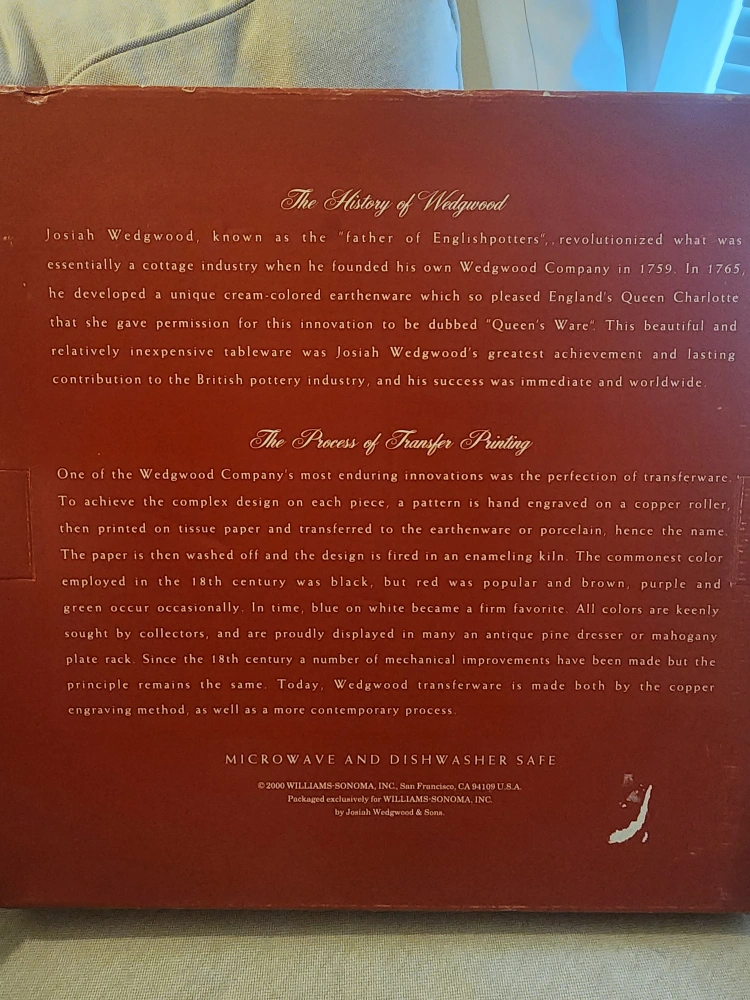 The History of Wedgwood
Josiah Wedgwood, known as the "father of Englishpotters", revolutionized what was
essentially a cottage industry when he founded his own Wedgwood Company in 1759. In 1765,
he developed a unique cream-colored earthenware which so pleased England's Queen Charlotte
that she gave permission for this innovation to be dubbed "Queen's Ware". This beautiful and
relatively inexpensive tableware was Josiah Wedgwood's greatest achievement and lasting
contribution to the British pottery industry, and his success was immediate and worldwide.
The Process of Transfer Printing
One of the Wedgwood Company's most enduring innovations was the perfection of transferware.
To achieve the complex design on each piece, a pattern is hand engraved on a copper roller,
then printed on tissue paper and transferred to the earthenware or porcelain, hence the name.
The paper is then washed off and the design is fired in an enameling kiln. The commonest color
employed in the 18th century was black, but red was popular and brown, purple and
green occur occasionally. In time, blue on white became a firm favorite. All colors are keenly
sought by collectors, and are proudly displayed in many an antique pine dresser or mahogany
plate rack. Since the 18th century a number of mechanical improvements have been made but the
principle remains the same. Today, Wedgwood transferware is made both by the copper
engraving method, as well as a more contemporary process.
MICROWAVE AND DISHWASHER SAFE
© 2000 WILLIAMS-SONOMA, INC., San Francisco, CA 94109 U.S.A.
Packaged exclusively for WILLIAMS-SONOMA, INC.
by Josiah Wedgwood & Sons.